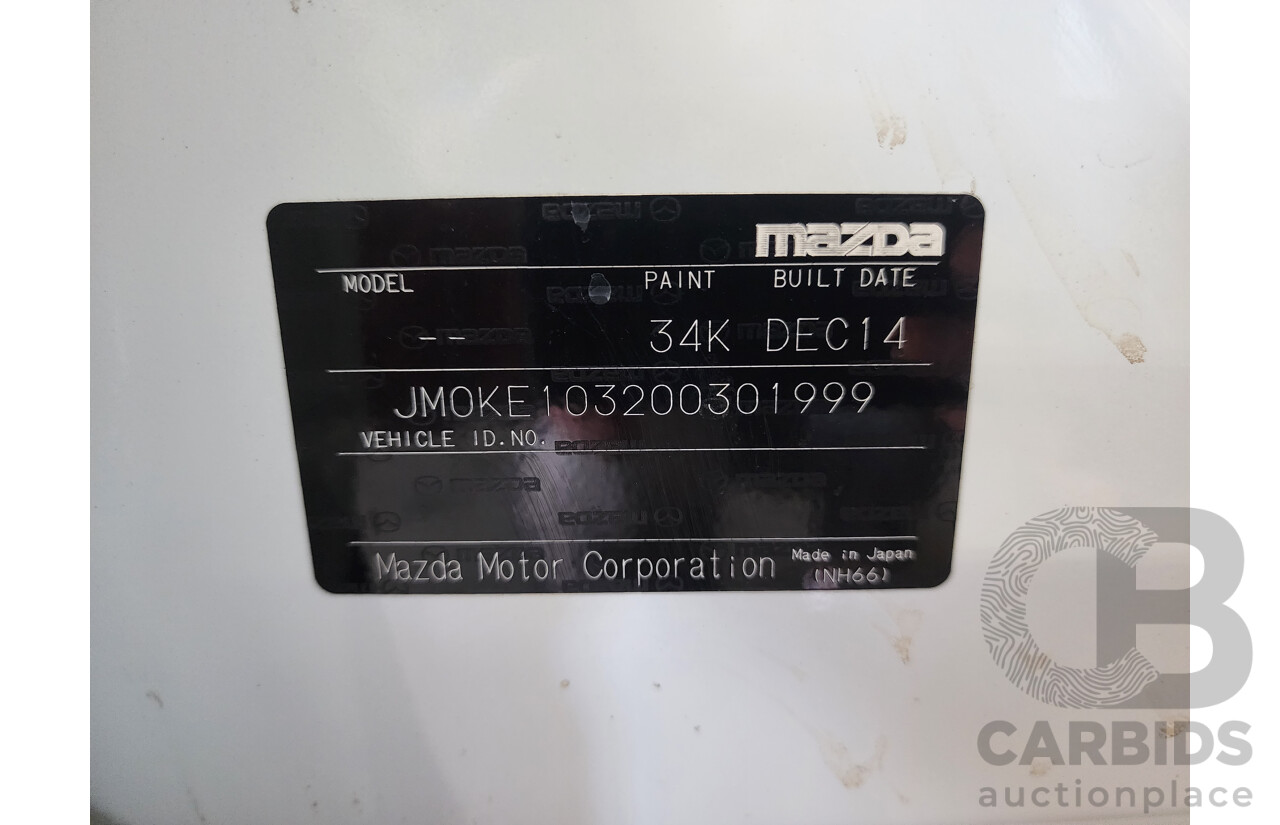 mazda
MODEL PAINT BUILT DATE
-- 34K DEC14
JM0KE103200301999
VEHICLE ID.NO.
Mazda Motor Corporation Made in Japan
(NH66)
CB
CARBIDS
auctionplace